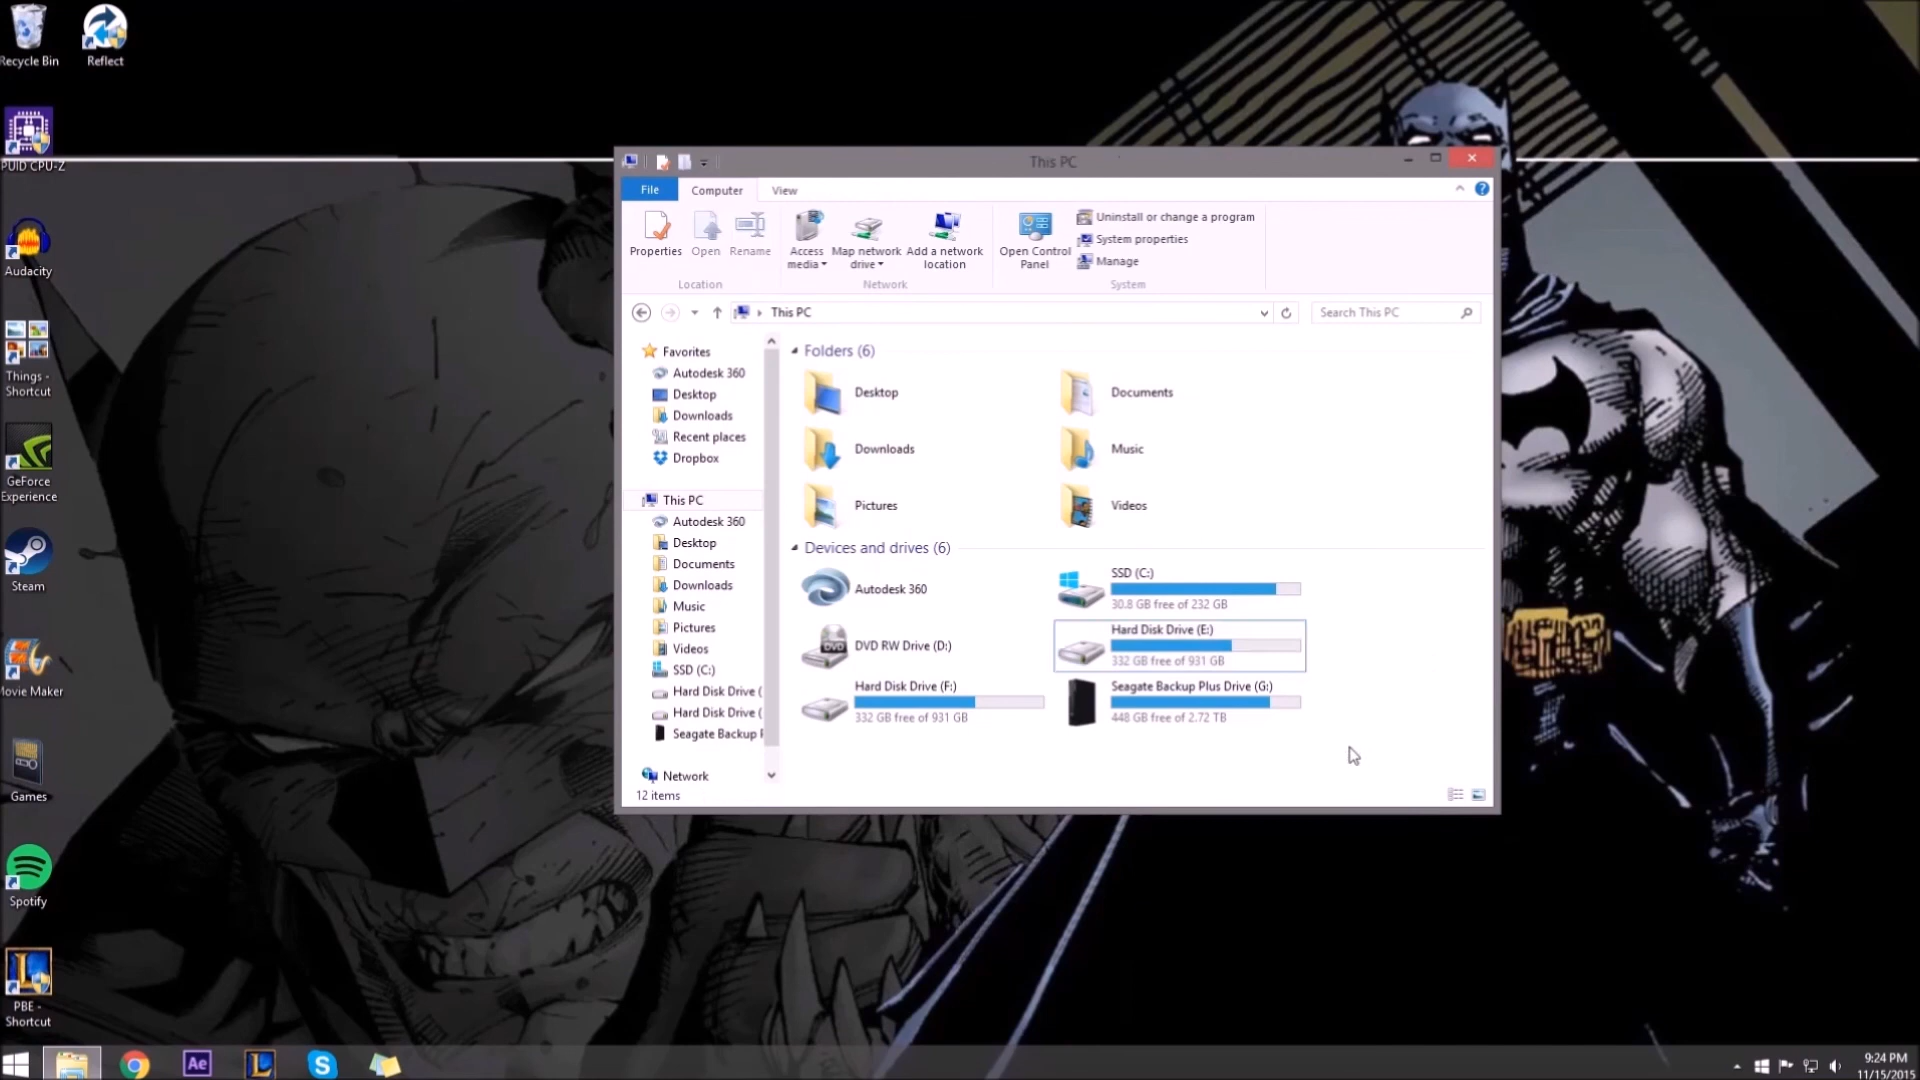 Recycle Bin
Reflect
PUID CPU-Z
Audacity
Things -
Shortcut
GeForce
Experience
Steam
Movie Maker
Games
Spotify
PBE -
Shortcut
This PC
File
Computer
View
Properties
Open
Rename
Location
Access
media
Map network
drive
Add a network
location
Network
Open Control
Panel
Uninstall or change a program
System properties
Manage
System
This PC
Search This PC
Favorites
Autodesk 360
Desktop
Downloads
Recent places
Dropbox
This PC
Autodesk 360
Desktop
Documents
Downloads
Music
Pictures
Videos
SSD (C:)
Hard Disk Drive (
Hard Disk Drive (
Seagate Backup P
Network
12 items
Folders (6)
Desktop
Documents
Downloads
Music
Pictures
Videos
Devices and drives (6)
Autodesk 360
SSD (C:)
30.8 GB free of 232 GB
DVD
DVD RW Drive (D:)
Hard Disk Drive (E:)
332 GB free of 931 GB
Hard Disk Drive (F:)
332 GB free of 931 GB
Seagate Backup Plus Drive (G:)
448 GB free of 2.72 TB
Ae
L
S
9:24 PM
11/15/2015